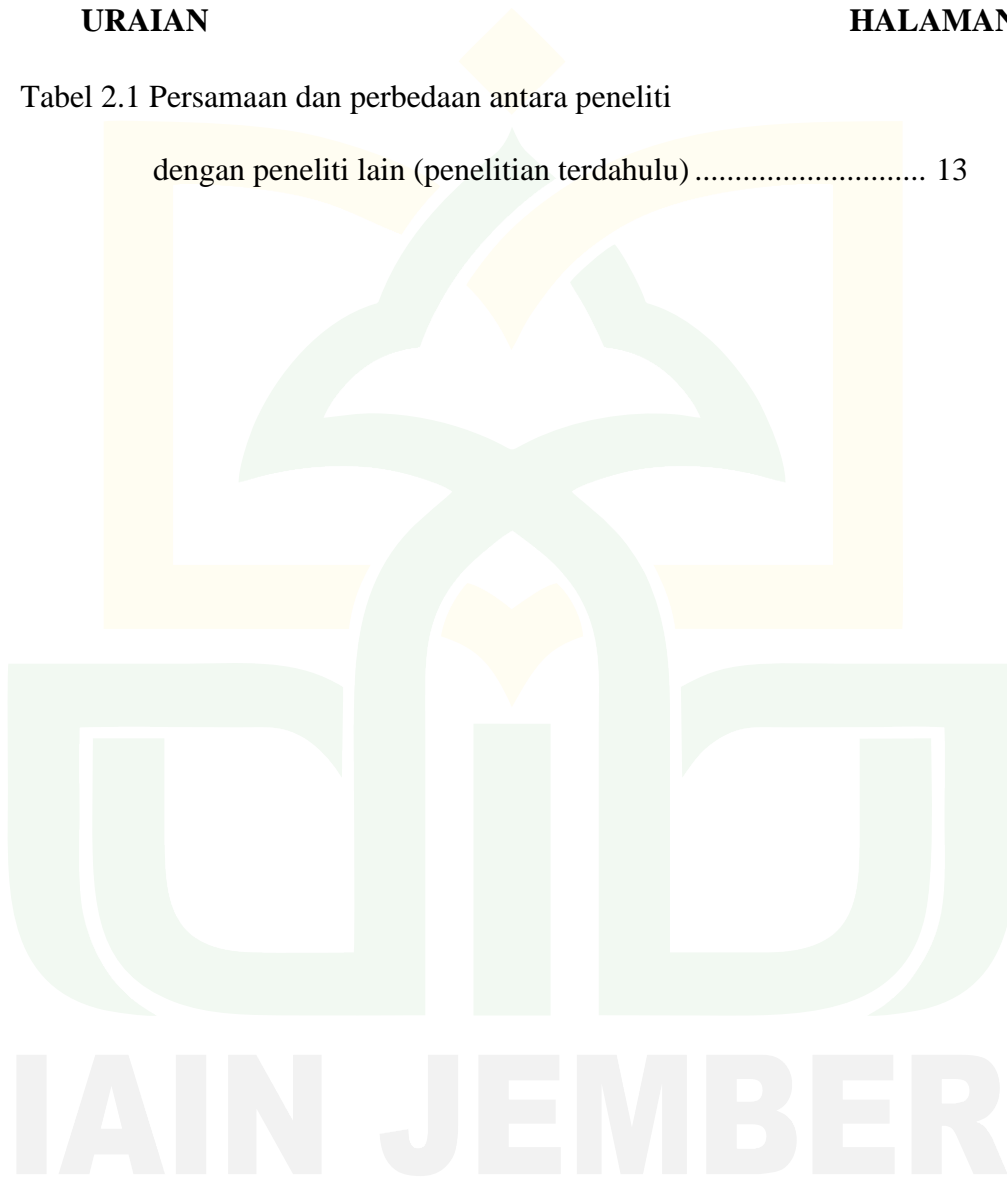 URAIAN HALAMAN
Tabel 2.1 Persamaan dan perbedaan antara peneliti
dengan peneliti lain (penelitian terdahulu) ............................. 13
IAIN JEMBER